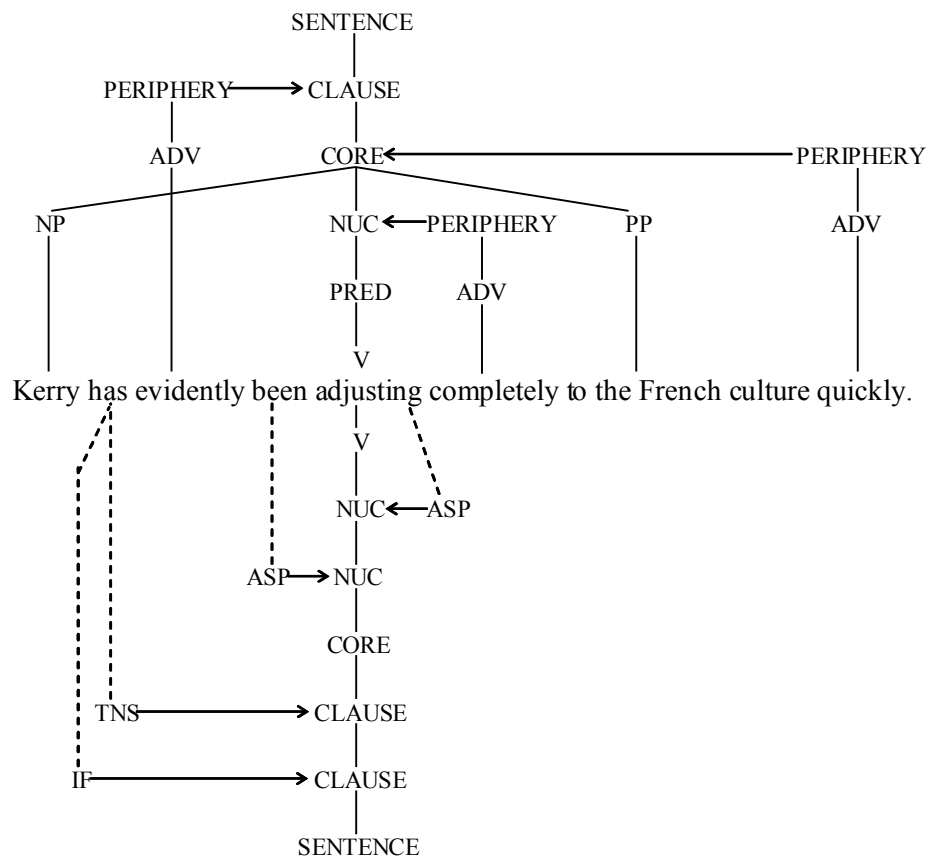 SENTENCE
PERIPHERY CLAUSE
ADV CORE PERIPHERY
NP NUC PERIPHERY PP ADV
PRED ADV
V
Kerry has evidently been adjusting completely to the French culture quickly.
V
NUC ASP
ASP NUC
CORE
TNS CLAUSE
IF CLAUSE
SENTENCE